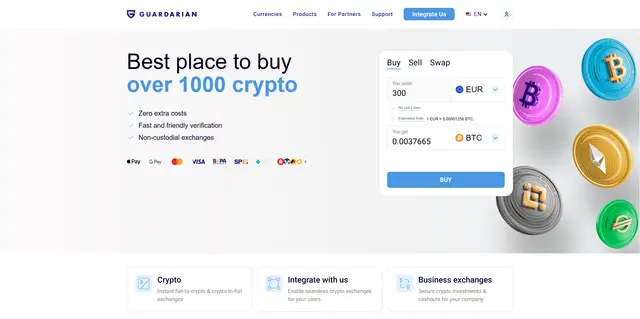 GUARDARIAN
Currencies Products For Partners Support Integrate Us EN
Best place to buy
over 1000 crypto
Zero extra costs
Fast and friendly verification
Non-custodial exchanges
Pay G Pay VISA SEPA
Buy Sell Swap
You send
300 EUR
No extra fees
Estimated Rate 1 EUR ≈ 0.00001256 BTC
You get
0.0037665 BTC
BUY
Crypto
Instant fiat-to-crypto & crypto-to-fiat
exchanges
Integrate with us
Enable seamless crypto exchanges
for your users
Business exchanges
Secure crypto investments &
cashouts for your company